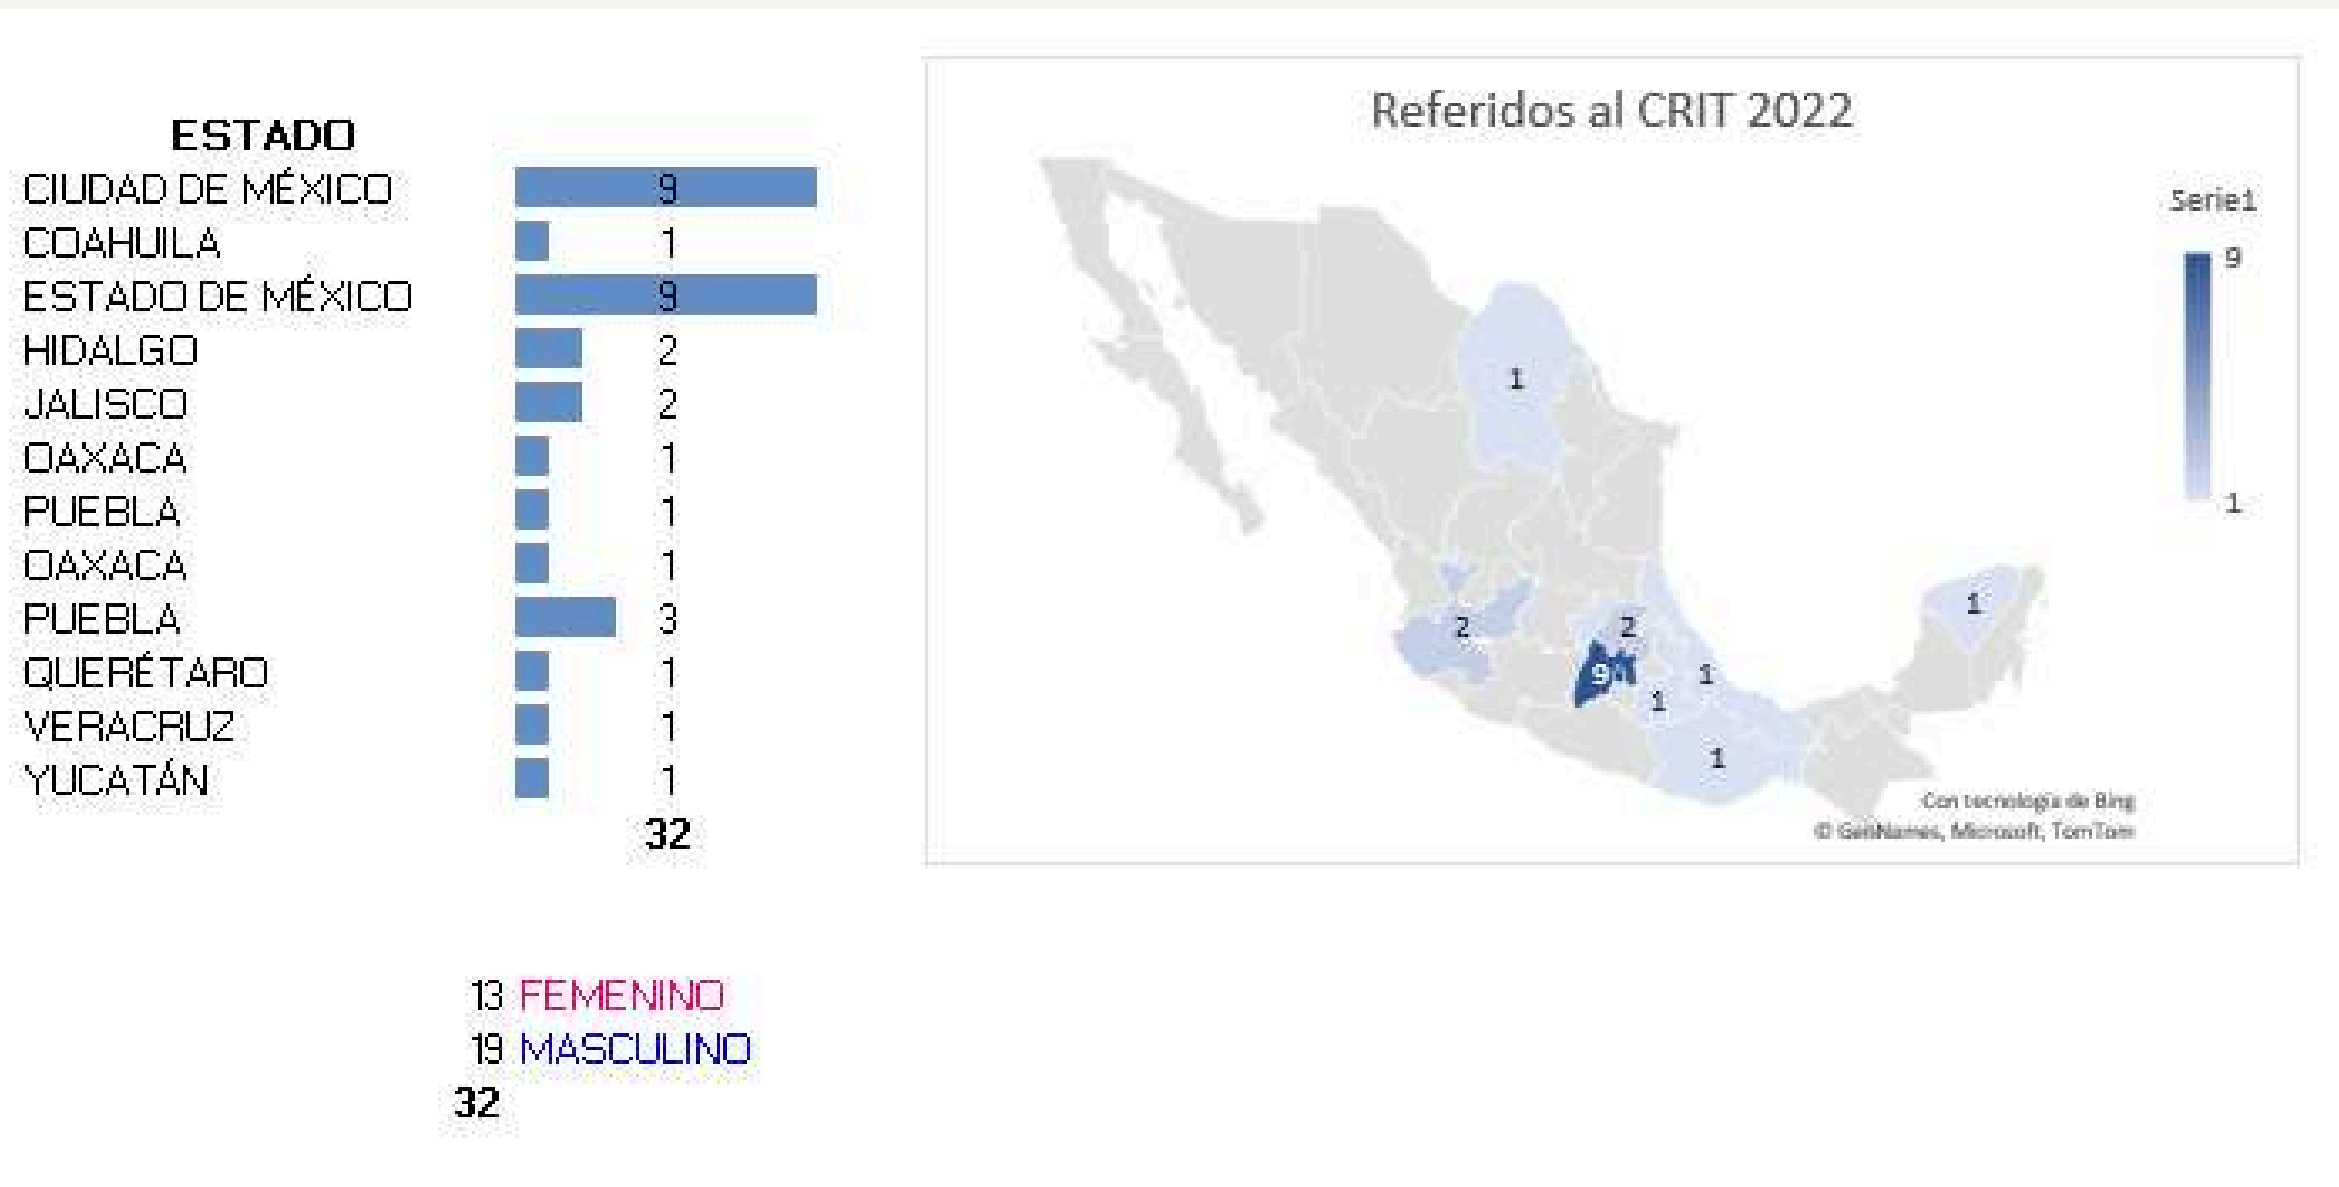 ESTADO
CIUDAD DE MÉXICO 9
COAHUILA 1
ESTADO DE MÉXICO 9
HIDALGO 2
JALISCO 2
OAXACA 1
PUEBLA 1
OAXACA 1
PUEBLA 3
QUERÉTARO 1
VERACRUZ 1
YUCATÁN 1
32
13 FEMENINO
19 MASCULINO
32
Referidos al CRIT 2022
Serie1
9
1
1
1
2
2
9
1
1
1
Con tecnología de Bing
© GeoNames, Microsoft, TomTom